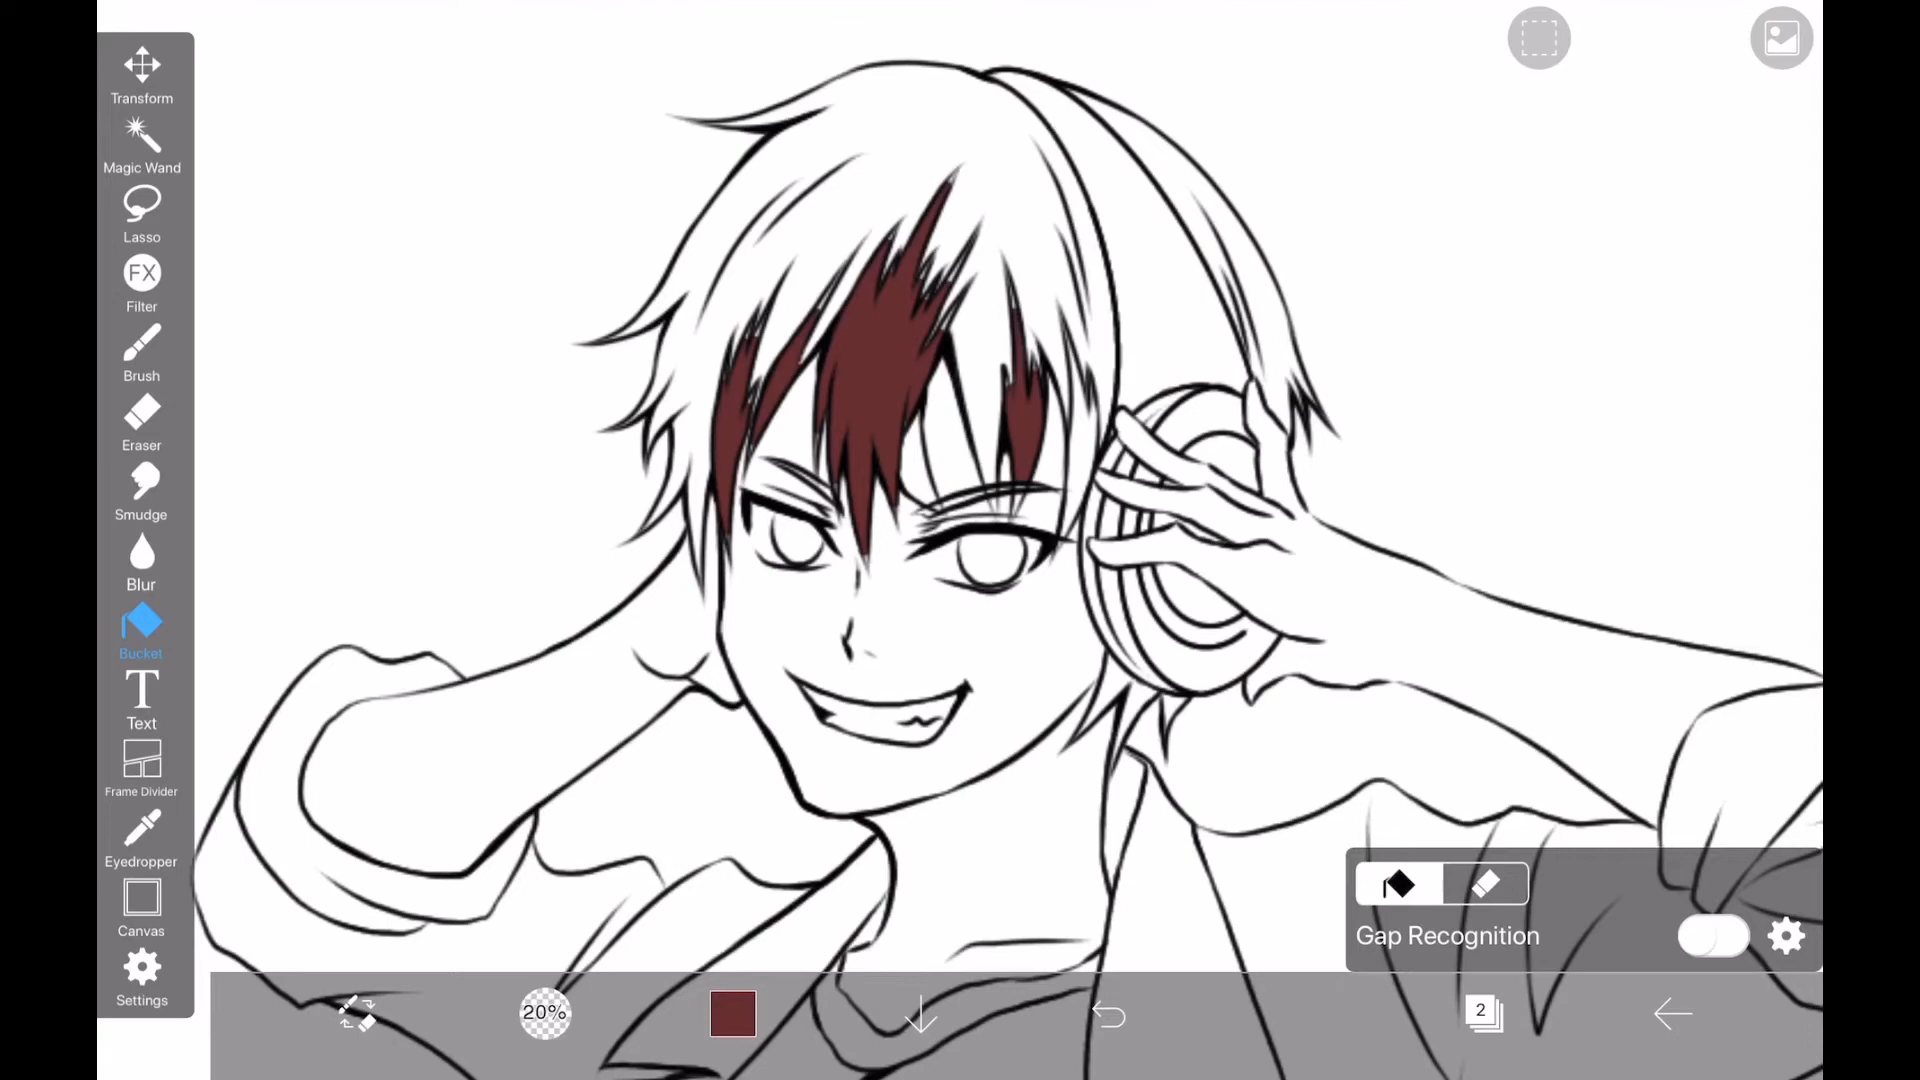 Transform
Magic Wand
Lasso
FX
Filter
Brush
Eraser
Smudge
Blur
Bucket
T
Text
Frame Divider
Eyedropper
Canvas
Settings
Gap Recognition
20%
2